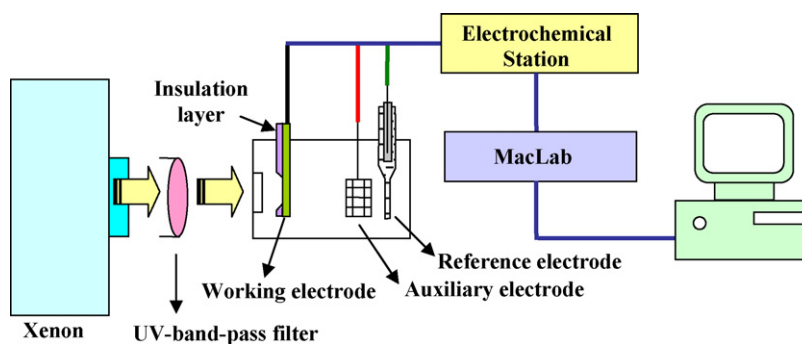 Electrochemical
Station
Insulation
layer
MacLab
Reference electrode
Working electrode
Auxiliary electrode
Xenon
UV-band-pass filter